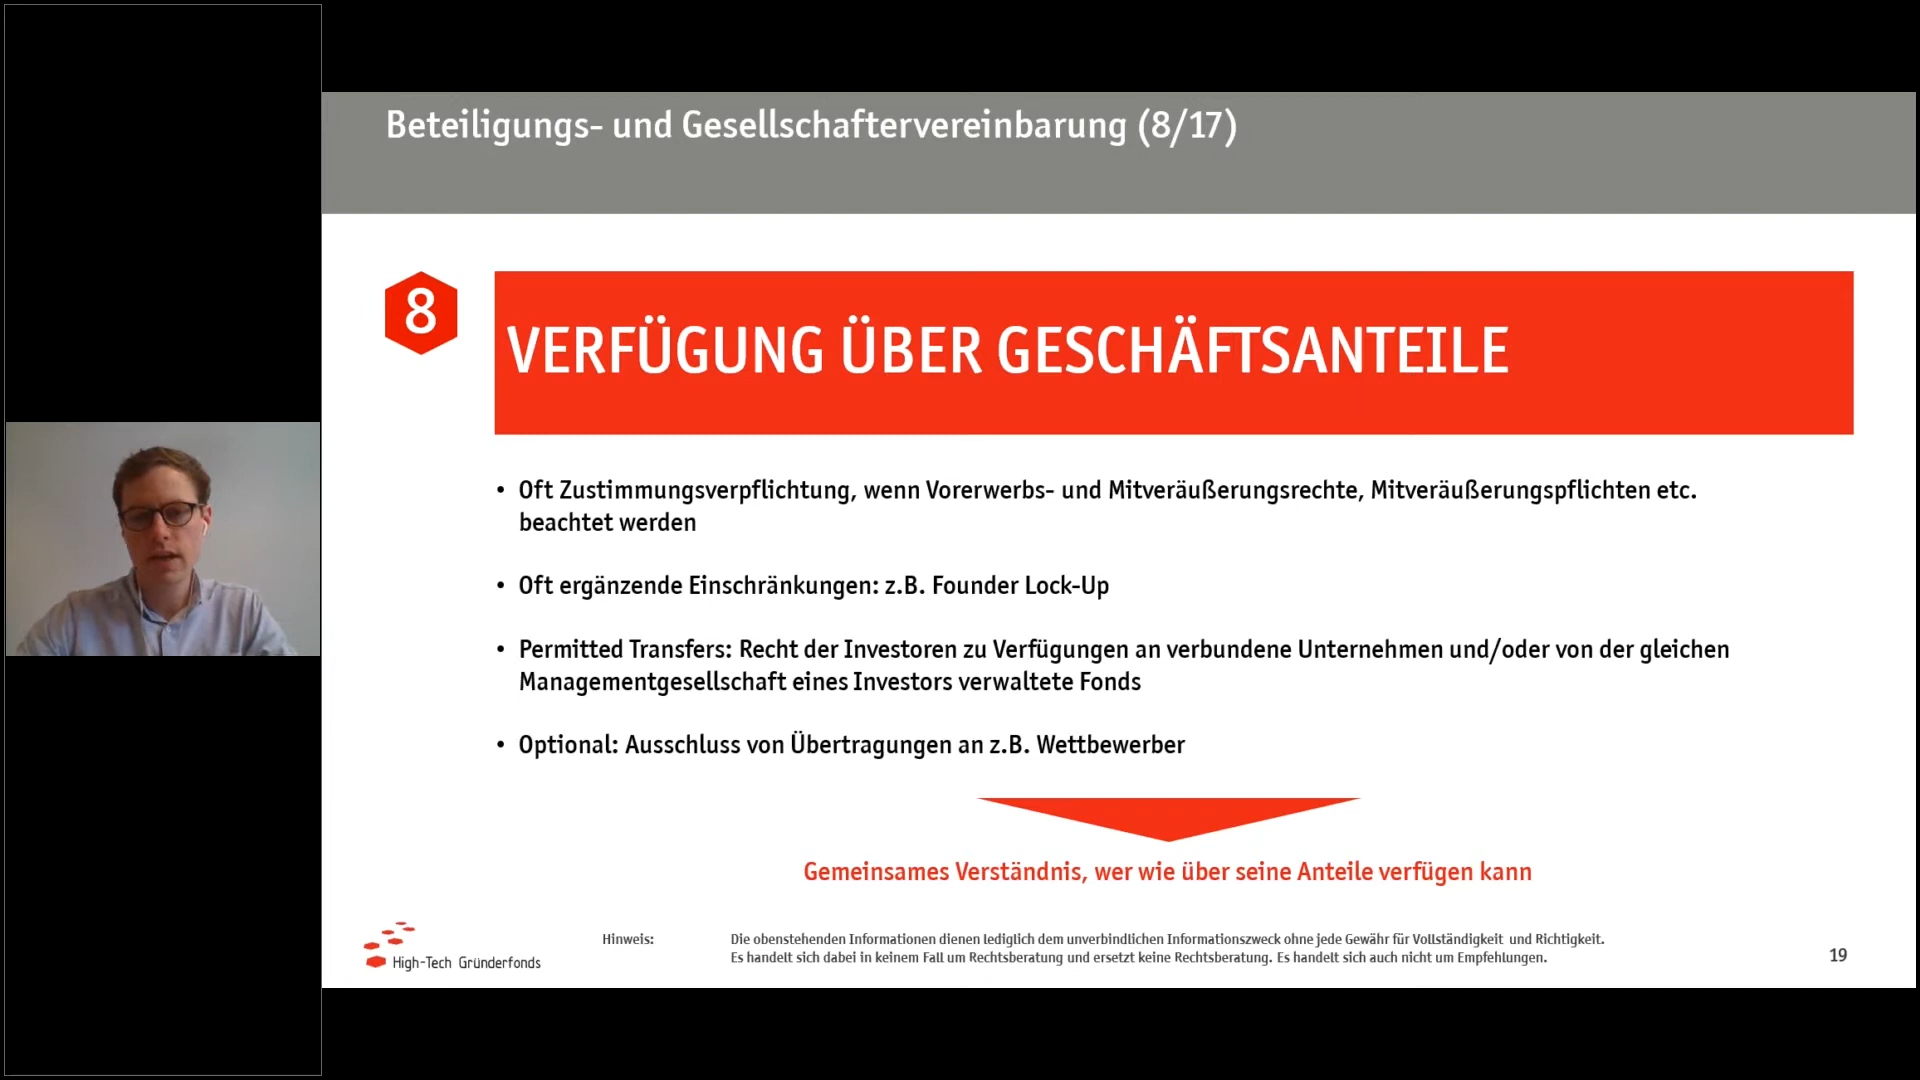 Beteiligungs- und Gesellschaftervereinbarung (8/17)
8
VERFÜGUNG ÜBER GESCHÄFTSANTEILE
• Oft Zustimmungsverpflichtung, wenn Vorerwerbs- und Mitveräußerungsrechte, Mitveräußerungspflichten etc.
beachtet werden
• Oft ergänzende Einschränkungen: z.B. Founder Lock-Up
• Permitted Transfers: Recht der Investoren zu Verfügungen an verbundene Unternehmen und/oder von der gleichen
Managementgesellschaft eines Investors verwaltete Fonds
• Optional: Ausschluss von Übertragungen an z.B. Wettbewerber
Gemeinsames Verständnis, wer wie über seine Anteile verfügen kann
High-Tech Gründerfonds
Hinweis: Die obenstehenden Informationen dienen lediglich dem unverbindlichen Informationszweck ohne jede Gewähr für Vollständigkeit und Richtigkeit.
Es handelt sich dabei in keinem Fall um Rechtsberatung und ersetzt keine Rechtsberatung. Es handelt sich auch nicht um Empfehlungen.
19